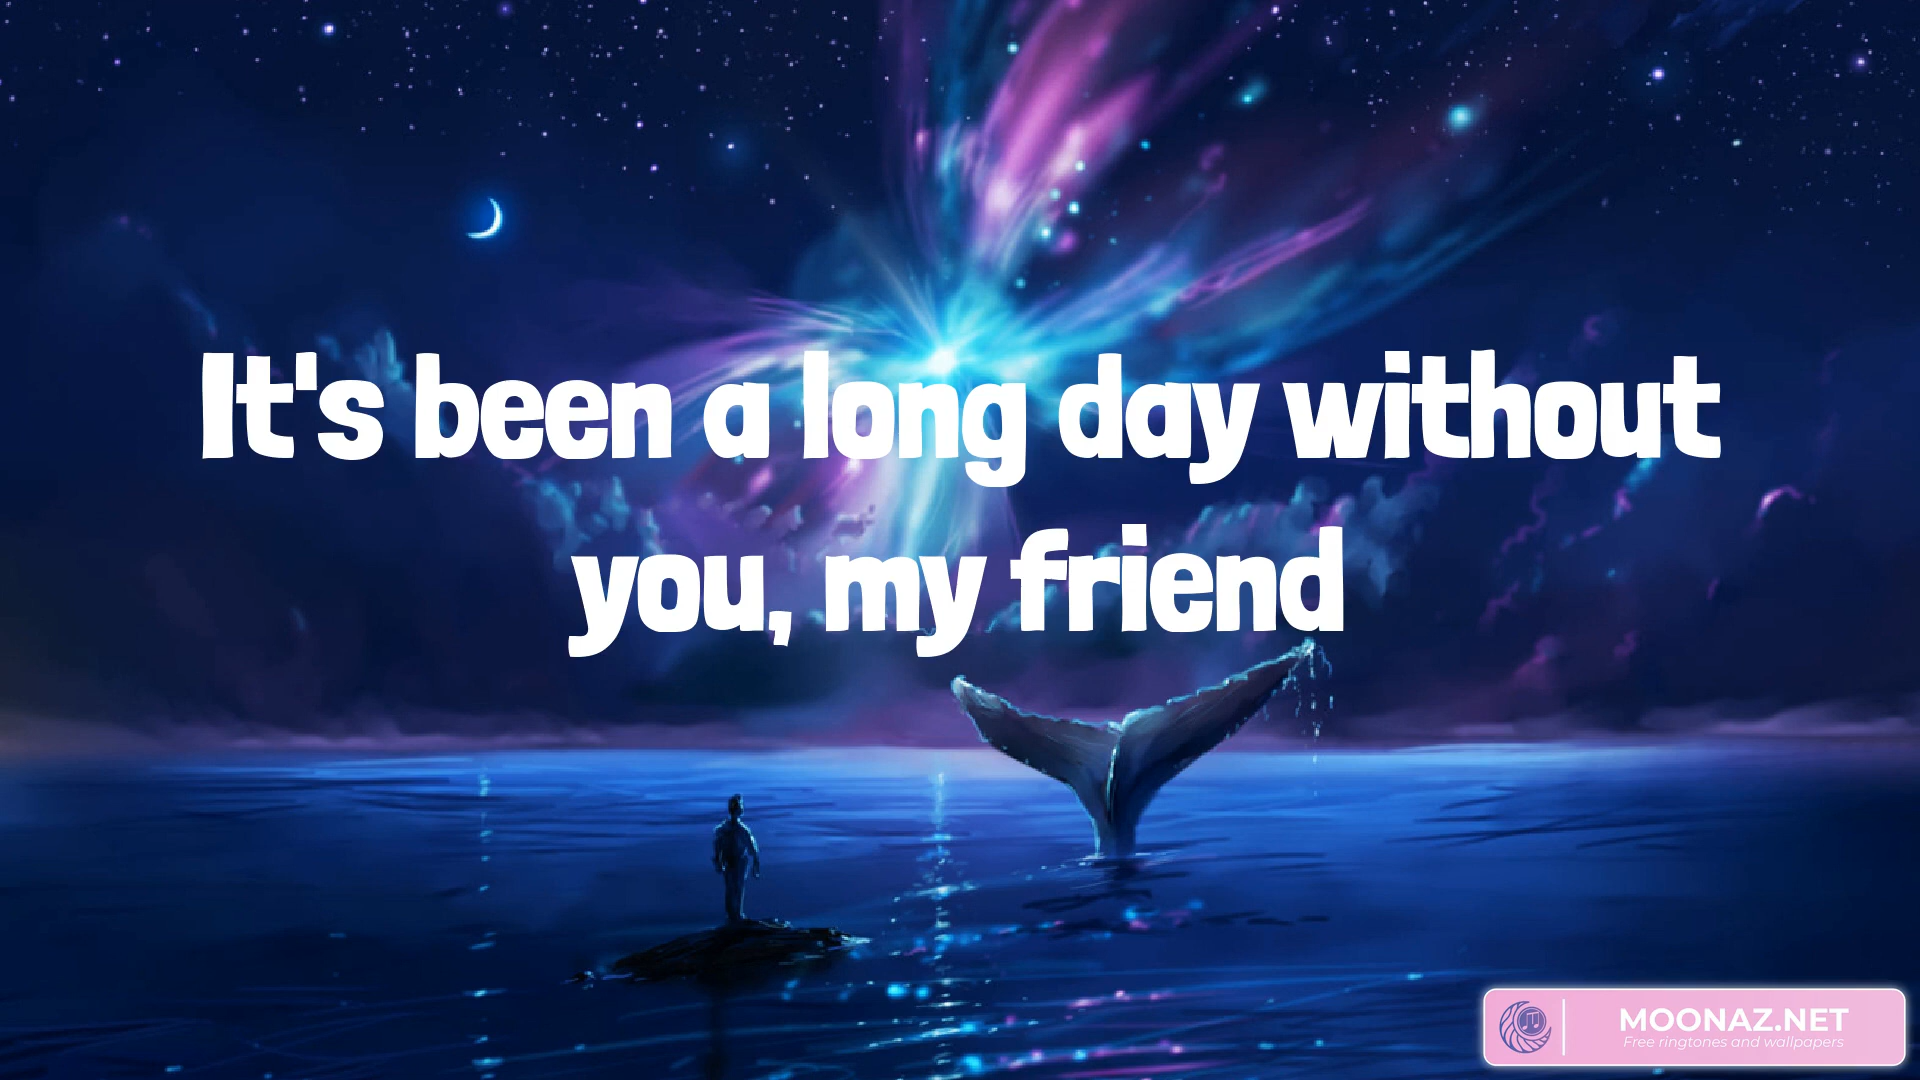 It's been a long day without
you, my friend
MOONAZ.NET
Free ringtones and wallpapers